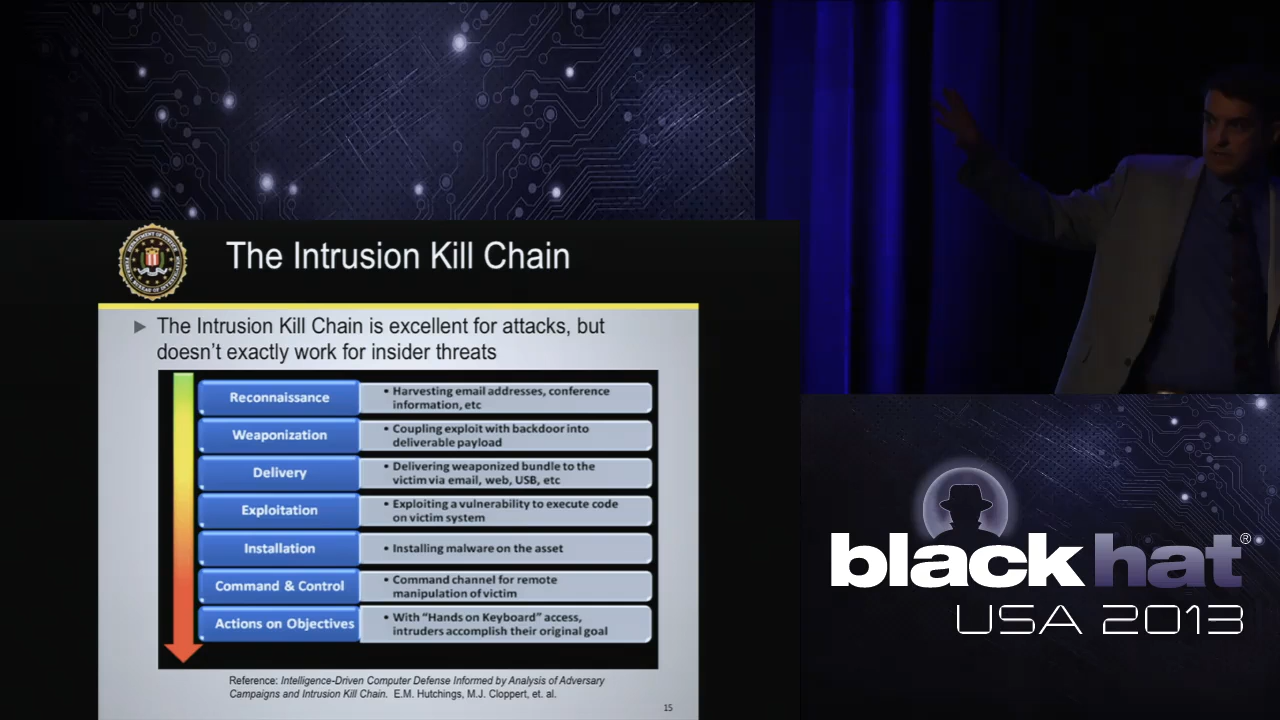 The Intrusion Kill Chain
The Intrusion Kill Chain is excellent for attacks, but
doesn't exactly work for insider threats
Reconnaissance
• Harvesting email addresses, conference
information, etc
Weaponization
• Coupling exploit with backdoor into
deliverable payload
Delivery
• Delivering weaponized bundle to the
victim via email, web, USB, etc
Exploitation
• Exploiting a vulnerability to execute code
on victim system
Installation
• Installing malware on the asset
Command & Control
• Command channel for remote
manipulation of victim
Actions on Objectives
• With "Hands on Keyboard" access,
intruders accomplish their original goal
Reference: Intelligence-Driven Computer Defense Informed by Analysis of Adversary
Campaigns and Intrusion Kill Chain. E.M. Hutchings, M.J. Cloppert, et. al.
15
black hat®
USA 2013